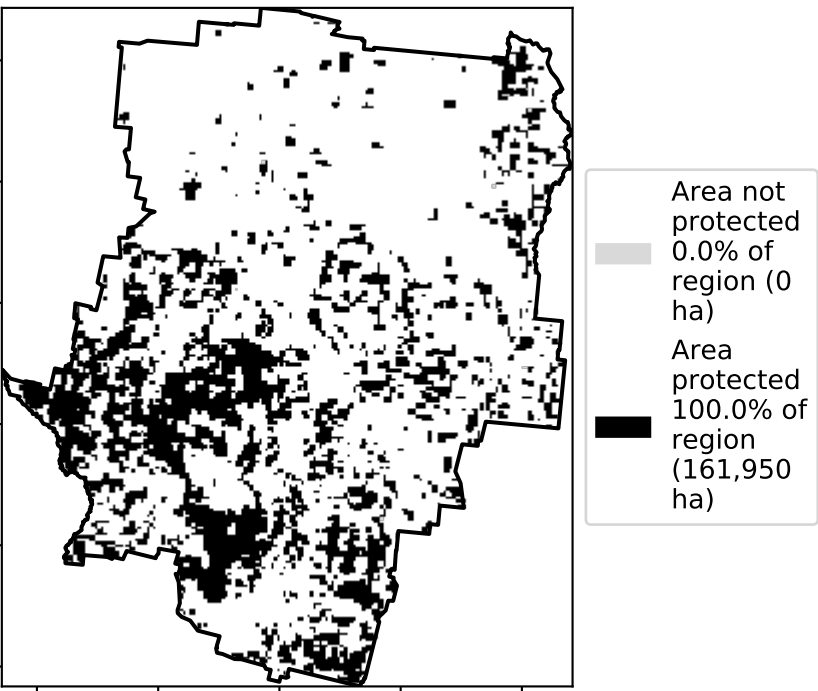 Area not
protected
0.0% of
region (0
ha)
Area
protected
100.0% of
region
(161,950
ha)